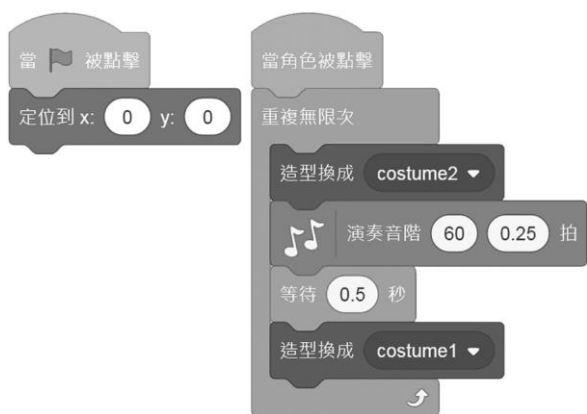 當 被點擊
定位到 x: 0 y: 0
當角色被點擊
重複無限次
造型換成 costume2
演奏音階 60 0.25 拍
等待 0.5 秒
造型換成 costume1